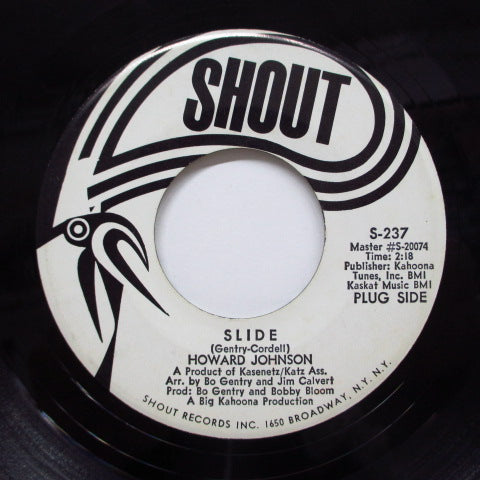 SHOUT
S-237
Master #S-20074
Time: 2:18
Publisher: Kahoona
Tunes, Inc. BMI
Kaskat Music BMI
PLUG SIDE
SLIDE
(Gentry-Cordell)
HOWARD JOHNSON
A Product of Kasenetz/Katz Ass.
Arr. by Bo Gentry and Jim Calvert
Prod: Bo Gentry and Bobby Bloom
A Big Kahoona Production
SHOUT RECORDS INC. 1650 BROADWAY, N.Y. N.Y.